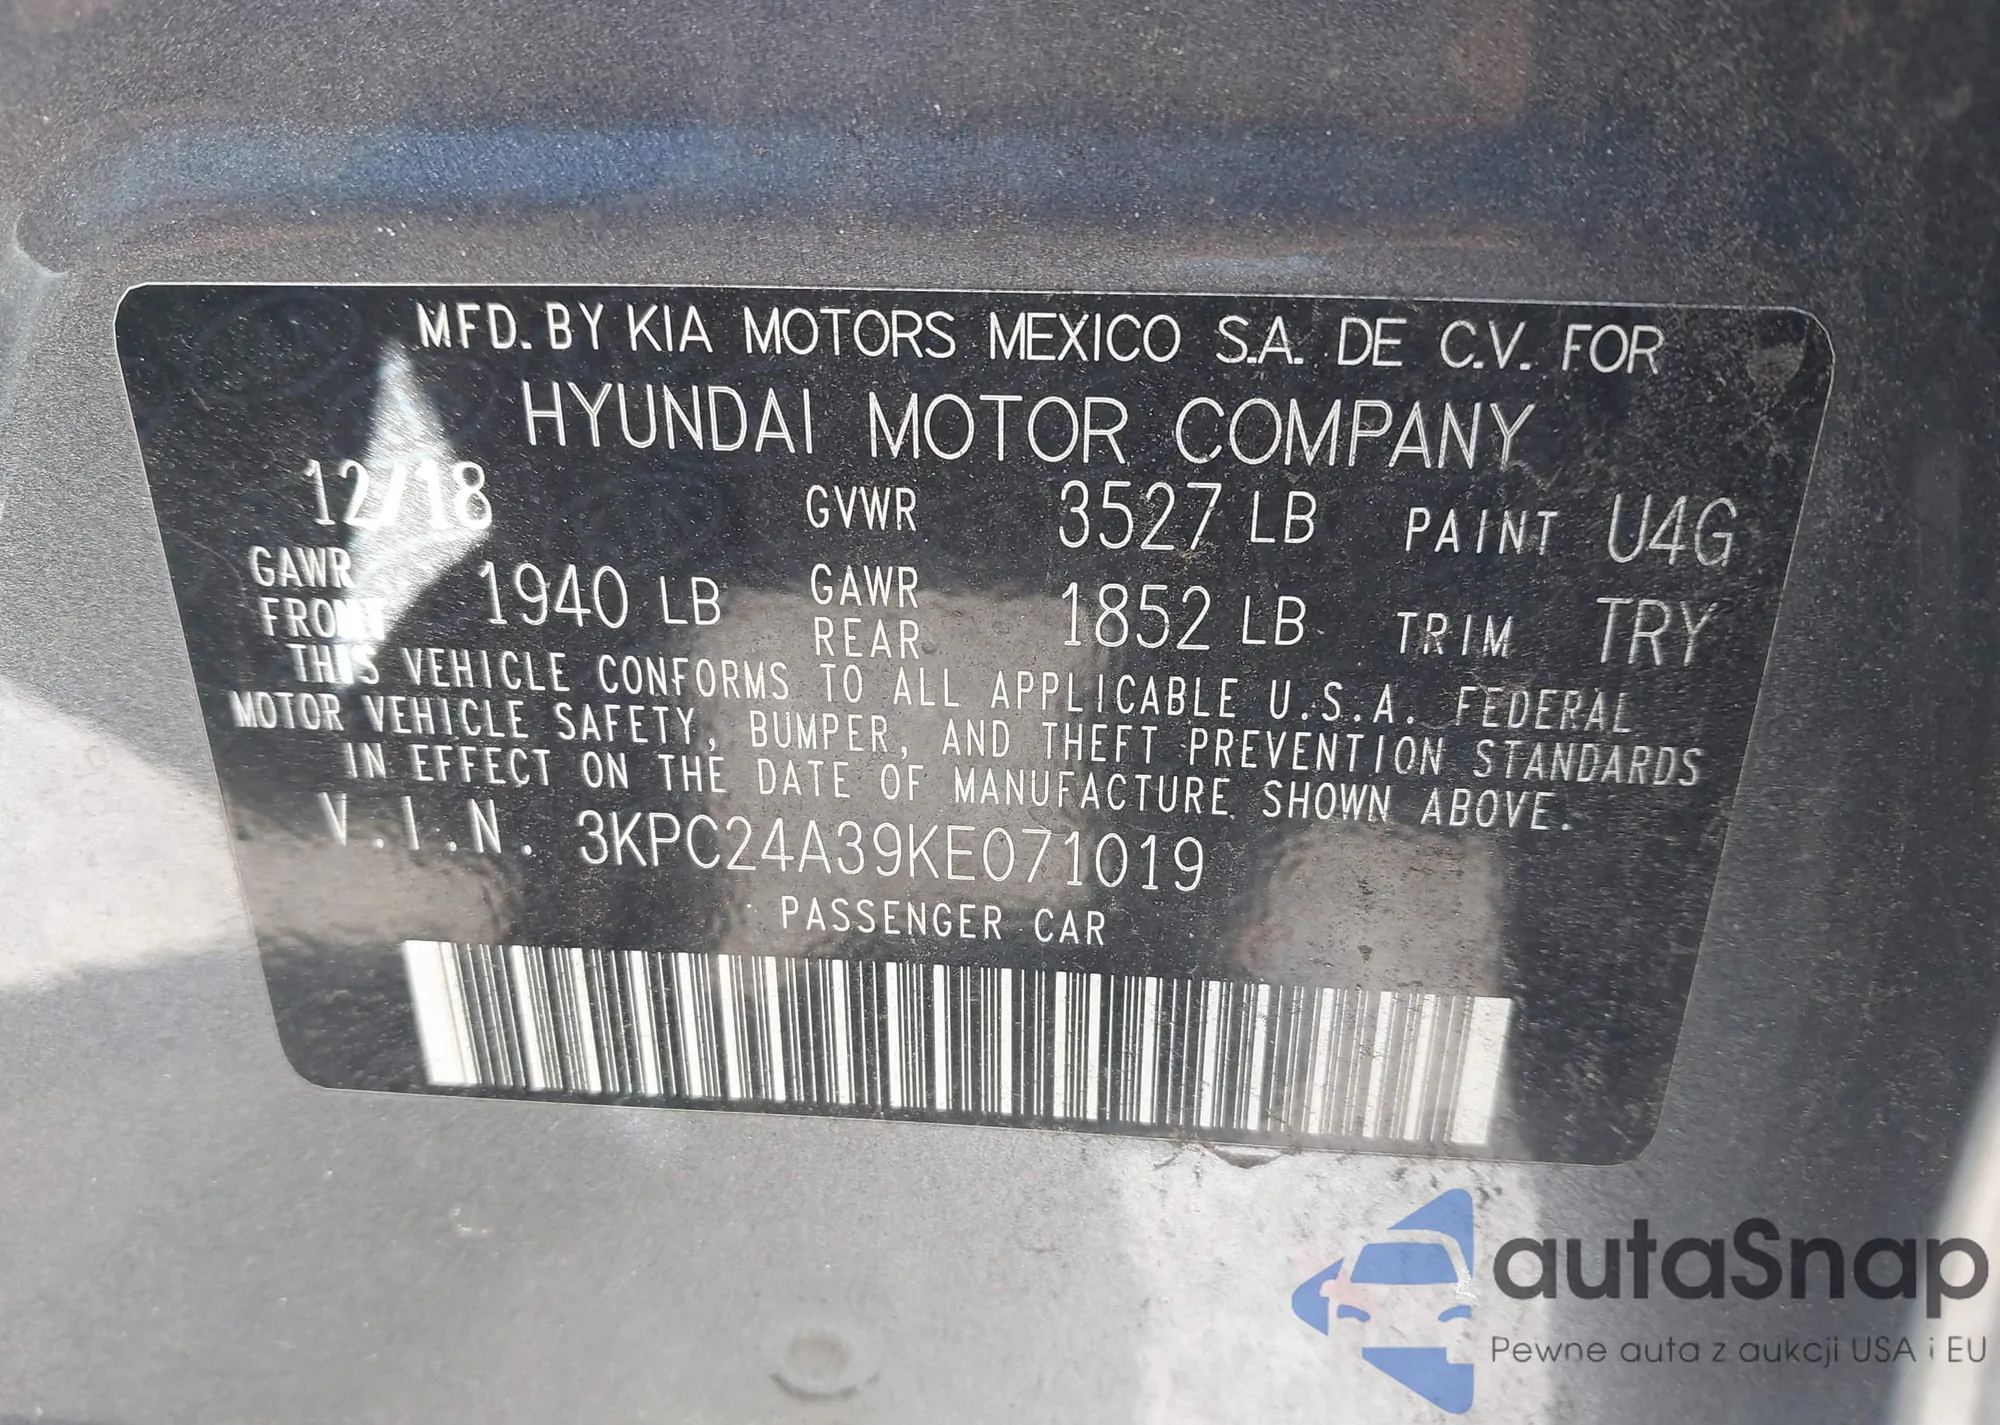 MFD. BY KIA MOTORS MEXICO S.A. DE C.V. FOR
HYUNDAI MOTOR COMPANY
12/18 GVWR 3527 LB PAINT U4G
GAWR FRONT 1940 LB GAWR REAR 1852 LB TRIM TRY
THIS VEHICLE CONFORMS TO ALL APPLICABLE U.S.A. FEDERAL
MOTOR VEHICLE SAFETY, BUMPER, AND THEFT PREVENTION STANDARDS
IN EFFECT ON THE DATE OF MANUFACTURE SHOWN ABOVE.
V.I.N. 3KPC24A39KE071019
PASSENGER CAR
autaSnap
Pewne auta z aukcji USA i EU